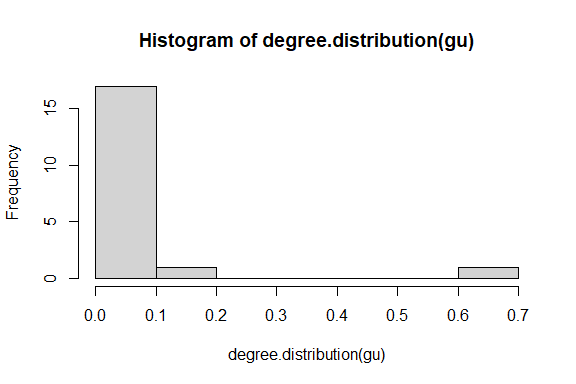 Histogram of degree.distribution(gu)
Frequency
15
10
5
0
0.0 0.1 0.2 0.3 0.4 0.5 0.6 0.7
degree.distribution(gu)